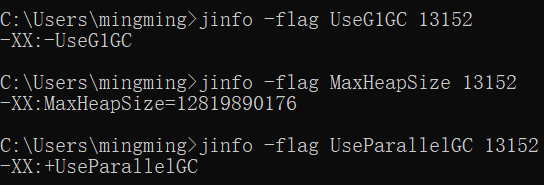 C:\Users\mingming>jinfo -flag UseG1GC 13152
-XX:-UseG1GC
C:\Users\mingming>jinfo -flag MaxHeapSize 13152
-XX:MaxHeapSize=12819890176
C:\Users\mingming>jinfo -flag UseParallelGC 13152
-XX:+UseParallelGC